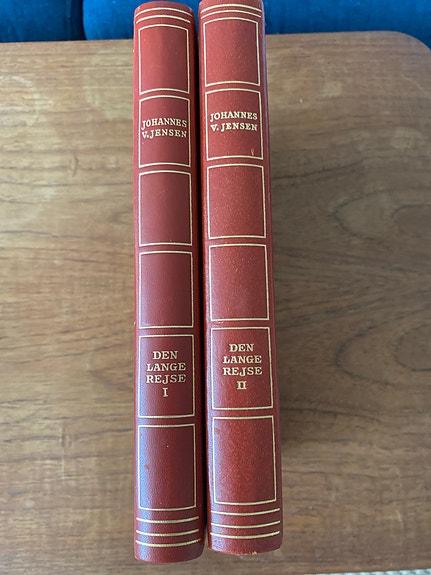 JOHANNES
V. JENSEN
DEN
LANGE
REJSE
I
JOHANNES
V. JENSEN
DEN
LANGE
REJSE
II